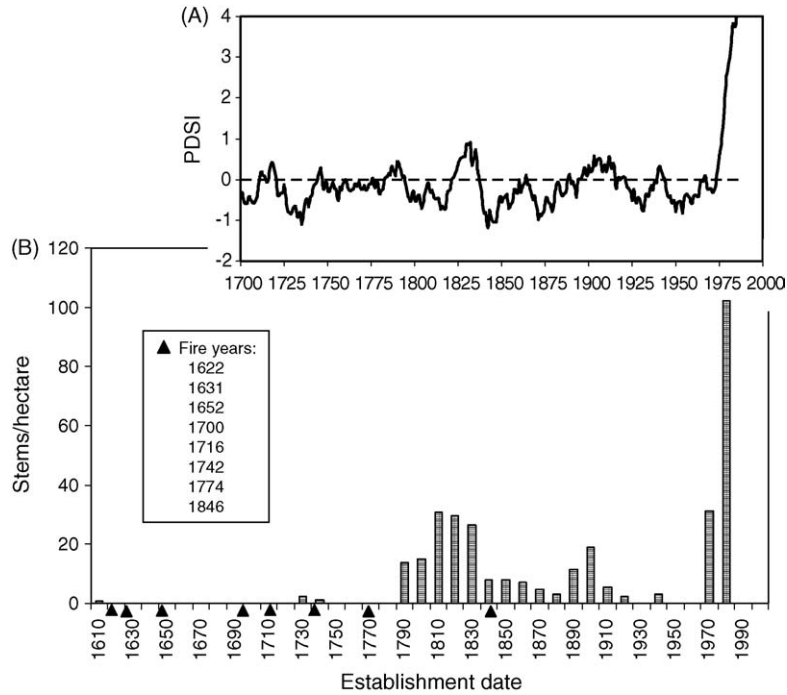 (A)
PDSI
4
3
2
1
0
-1
-2
1700 1725 1750 1775 1800 1825 1850 1875 1900 1925 1950 1975 2000
(B)
Stems/hectare
120
100
80
60
40
20
0
▲ Fire years:
1622
1631
1652
1700
1716
1742
1774
1846
1610 1630 1650 1670 1690 1710 1730 1750 1770 1790 1810 1830 1850 1870 1890 1910 1930 1950 1970 1990
Establishment date